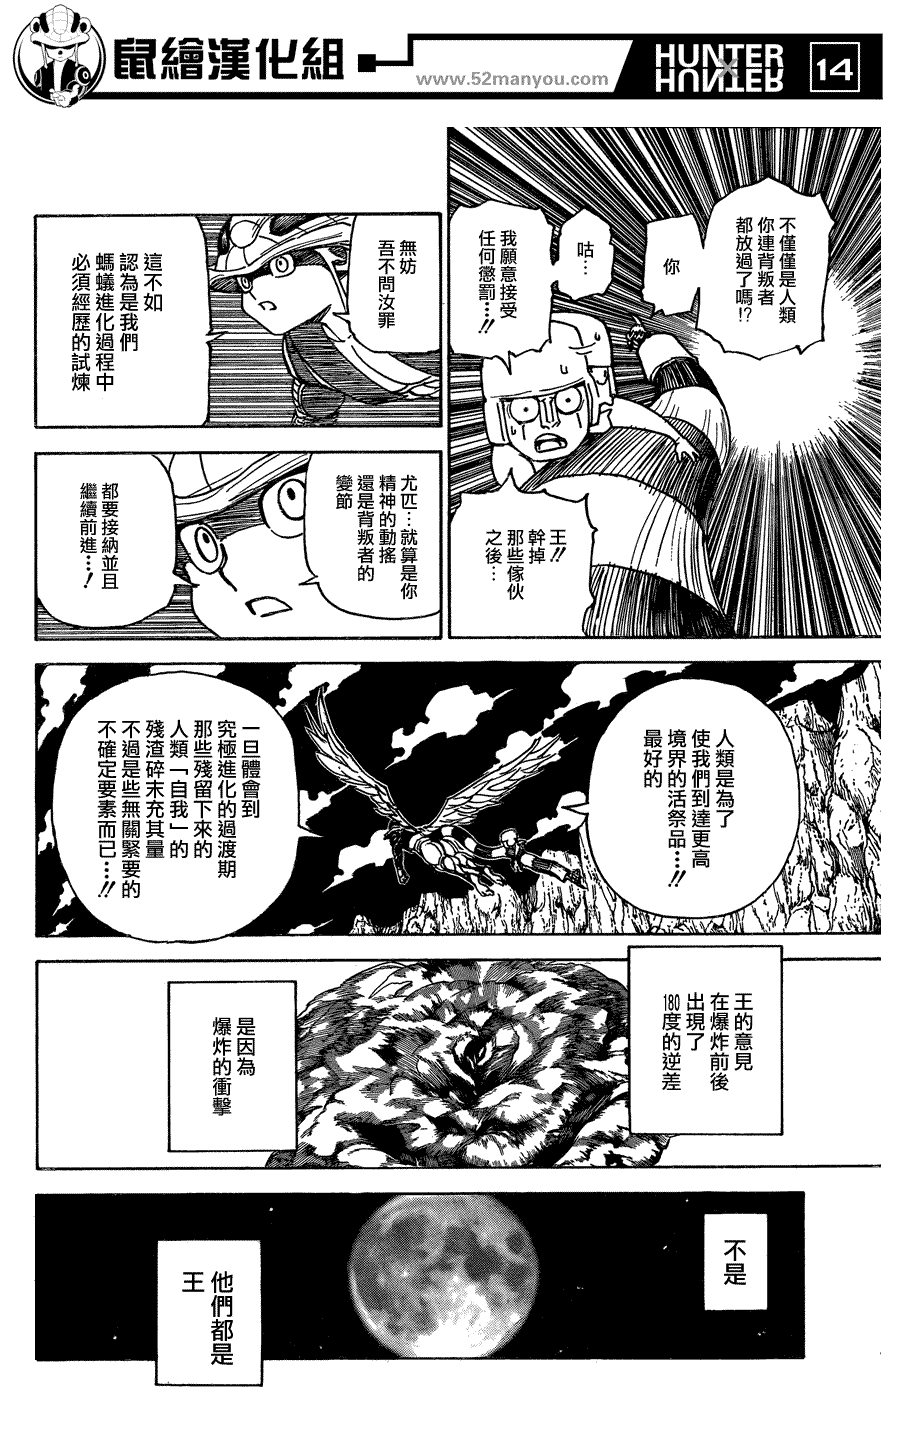 鼠繪漢化組
www.52manyou.com
HUNTER
X
HUNTER
14
不僅僅是人類
你連背叛者
都放過了嗎!?
你
咕…
我願意接受
任何懲罰…!!
王!!
幹掉
那些傢伙
之後…
無妨
吾不問汝罪
這不如
認為是我們
螞蟻進化過程中
必須經歷的試煉
尤匹…就算是你
精神的動搖
還是背叛者的
變節
都要接納並且
繼續前進…!
人類是為了
使我們到達更高
境界的活祭品…!!
最好的
一旦體會到
究極進化的過渡期
那些殘留下來的
人類「自我」的
殘渣碎末充其量
不過是些無關緊要的
不確定要素而已…!!
王的意見
在爆炸前後
出現了
180度的逆差
是因為
爆炸的衝擊
不是
他們都是
王